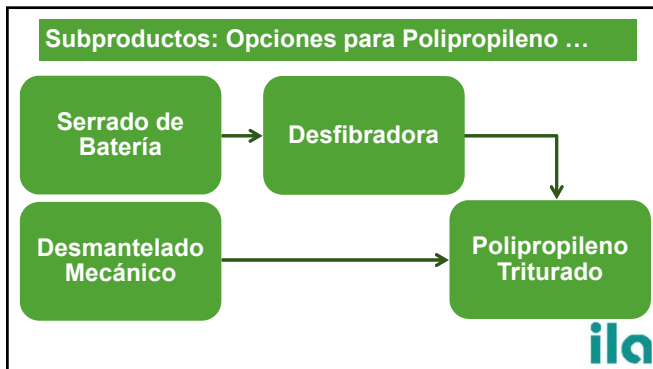 Subproductos: Opciones para Polipropileno …
Serrado de
Batería
Desfibradora
Desmantelado
Mecánico
Polipropileno
Triturado
ila